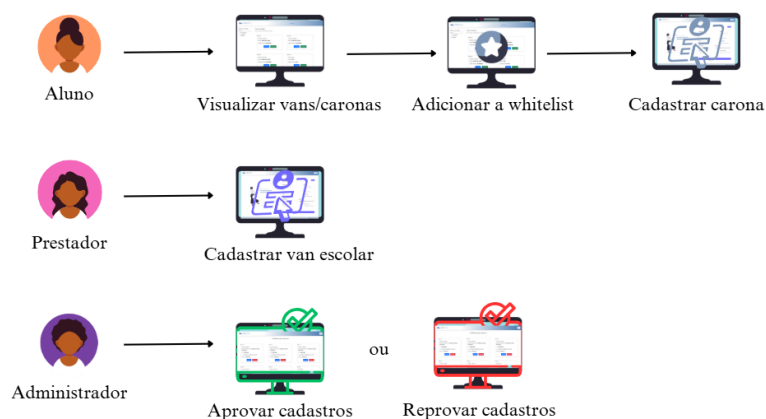 Aluno
Visualizar vans/caronas
Adicionar a whitelist
Cadastrar carona
Prestador
Cadastrar van escolar
Administrador
Aprovar cadastros
ou
Reprovar cadastros